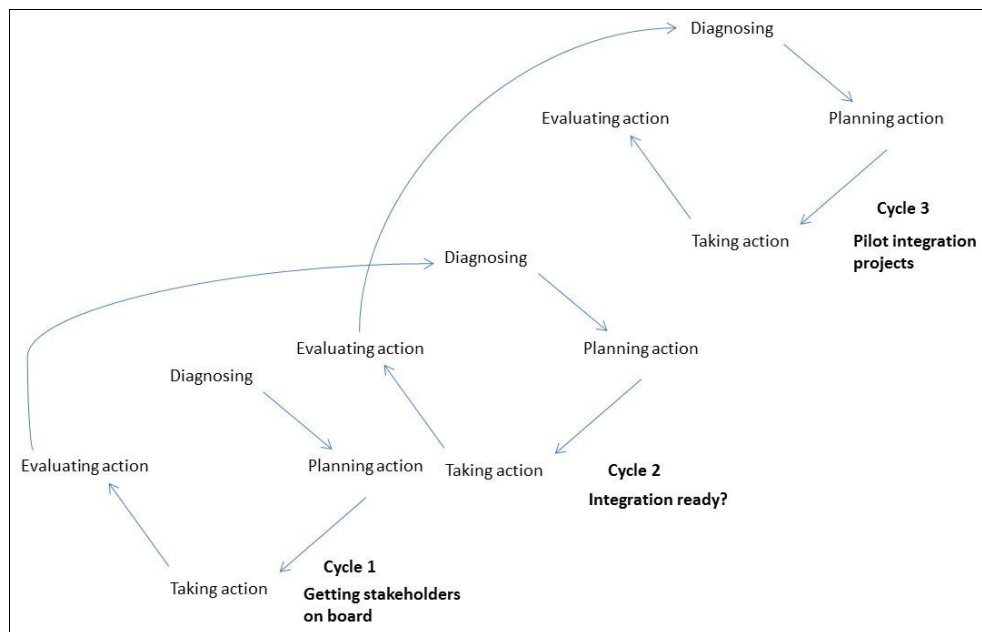 Diagnosing
Evaluating action
Planning action
Cycle 3
Taking action
Pilot integration
projects
Diagnosing
Evaluating action
Planning action
Diagnosing
Evaluating action
Planning action
Taking action
Cycle 2
Integration ready?
Cycle 1
Taking action
Getting stakeholders
on board